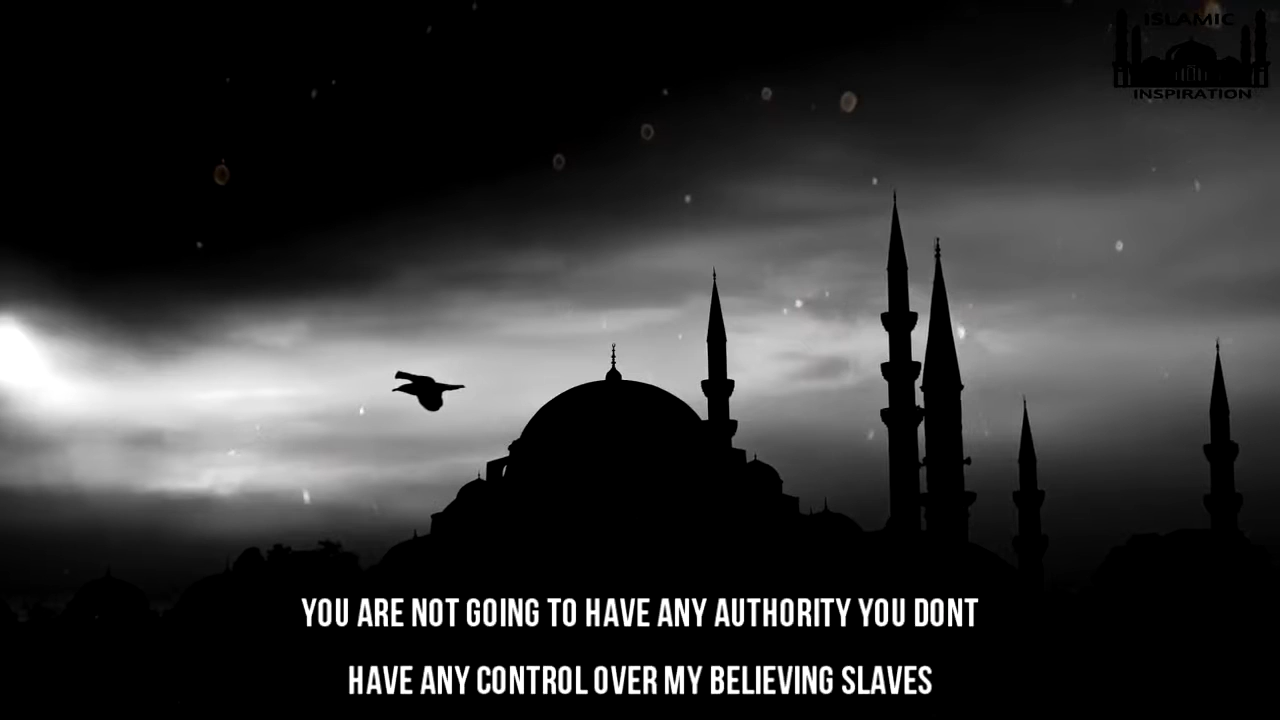 ISLAMIC
INSPIRATION
YOU ARE NOT GOING TO HAVE ANY AUTHORITY YOU DONT
HAVE ANY CONTROL OVER MY BELIEVING SLAVES